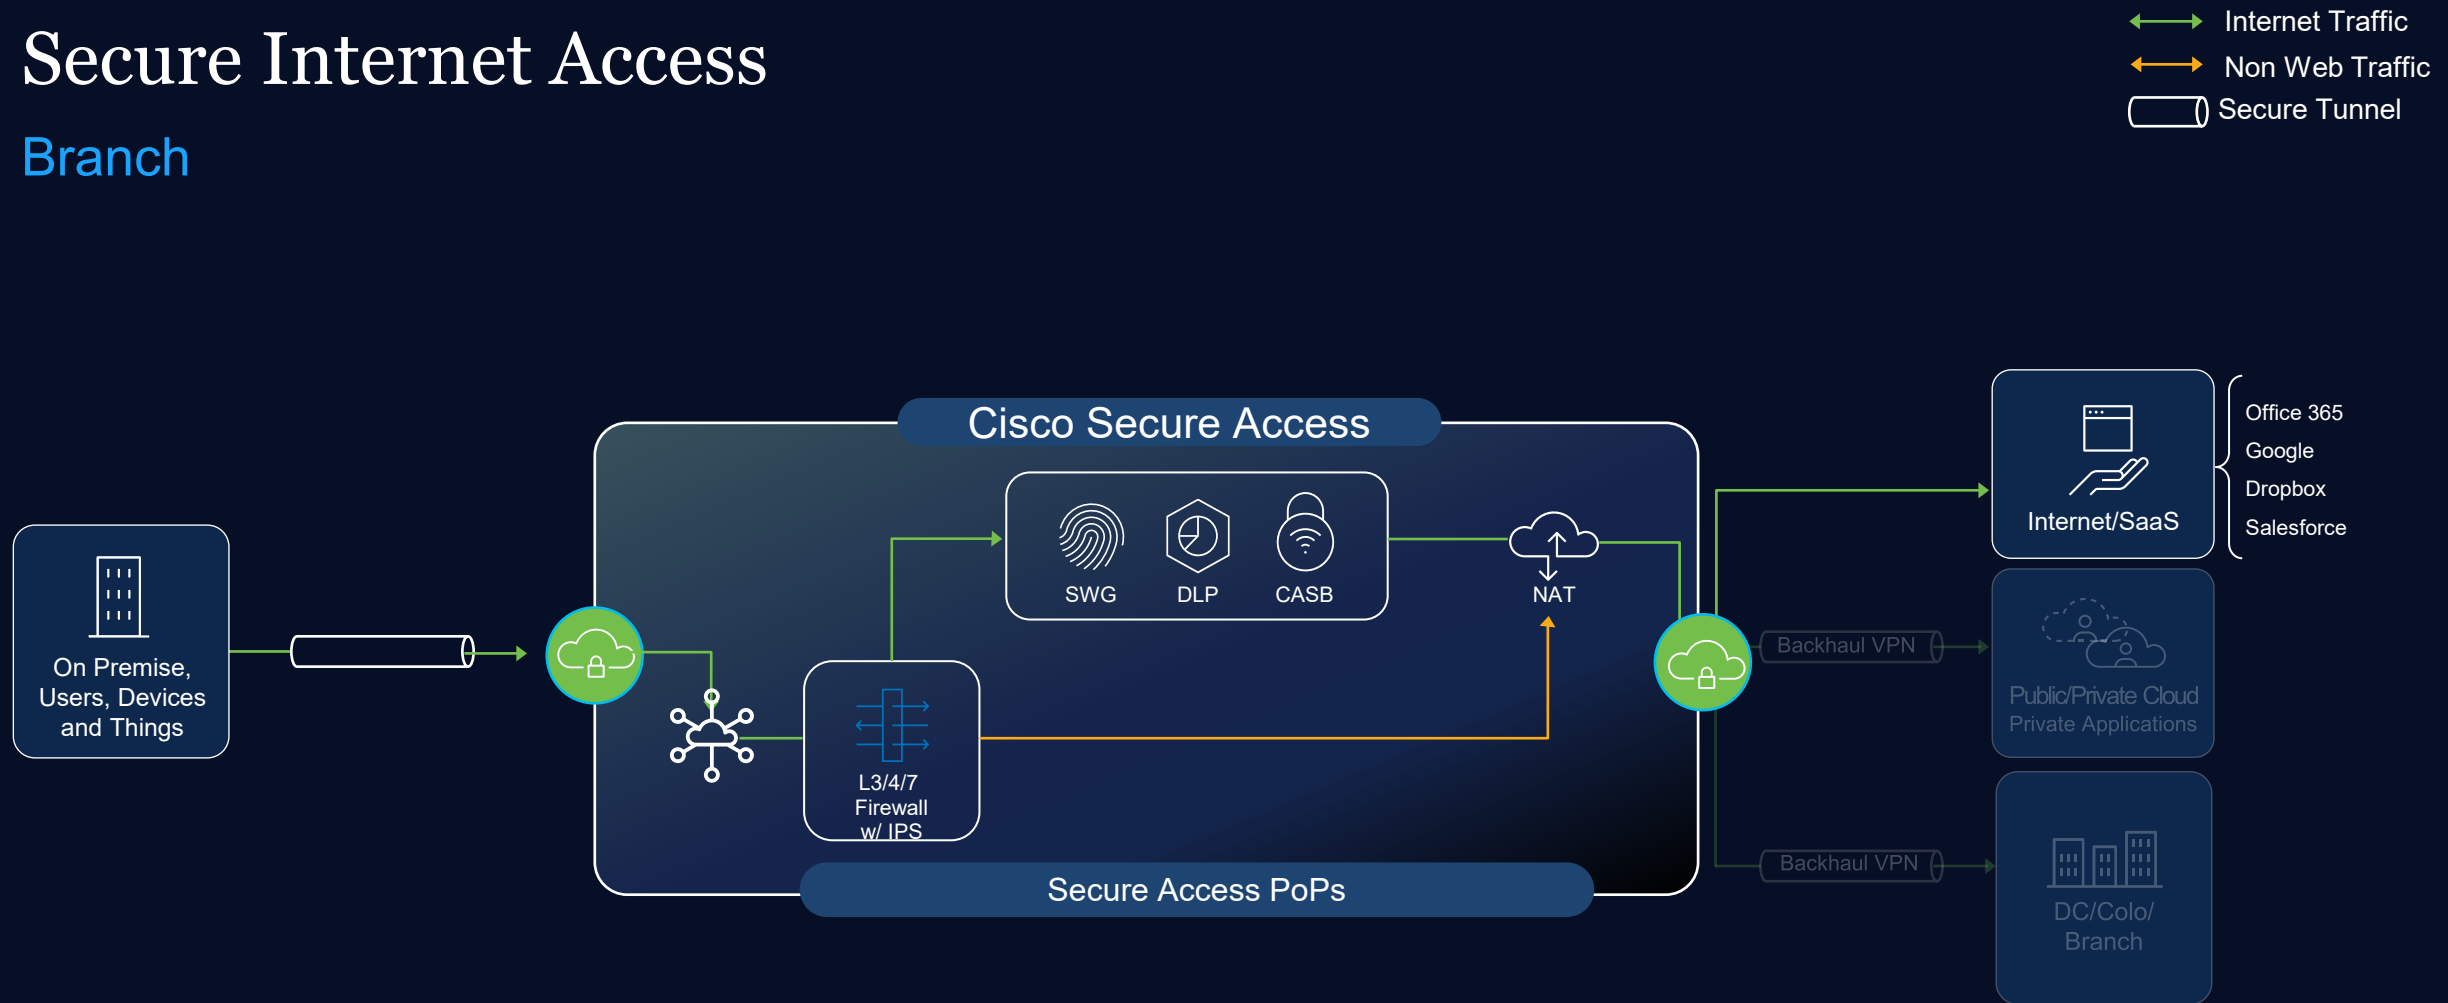 Secure Internet Access
Branch
Internet Traffic
Non Web Traffic
Secure Tunnel
On Premise,
Users, Devices
and Things
Cisco Secure Access
SWG
DLP
CASB
NAT
L3/4/7
Firewall
w/ IPS
Secure Access PoPs
Internet/SaaS
Office 365
Google
Dropbox
Salesforce
Backhaul VPN
Public/Private Cloud
Private Applications
Backhaul VPN
DC/Colo/
Branch